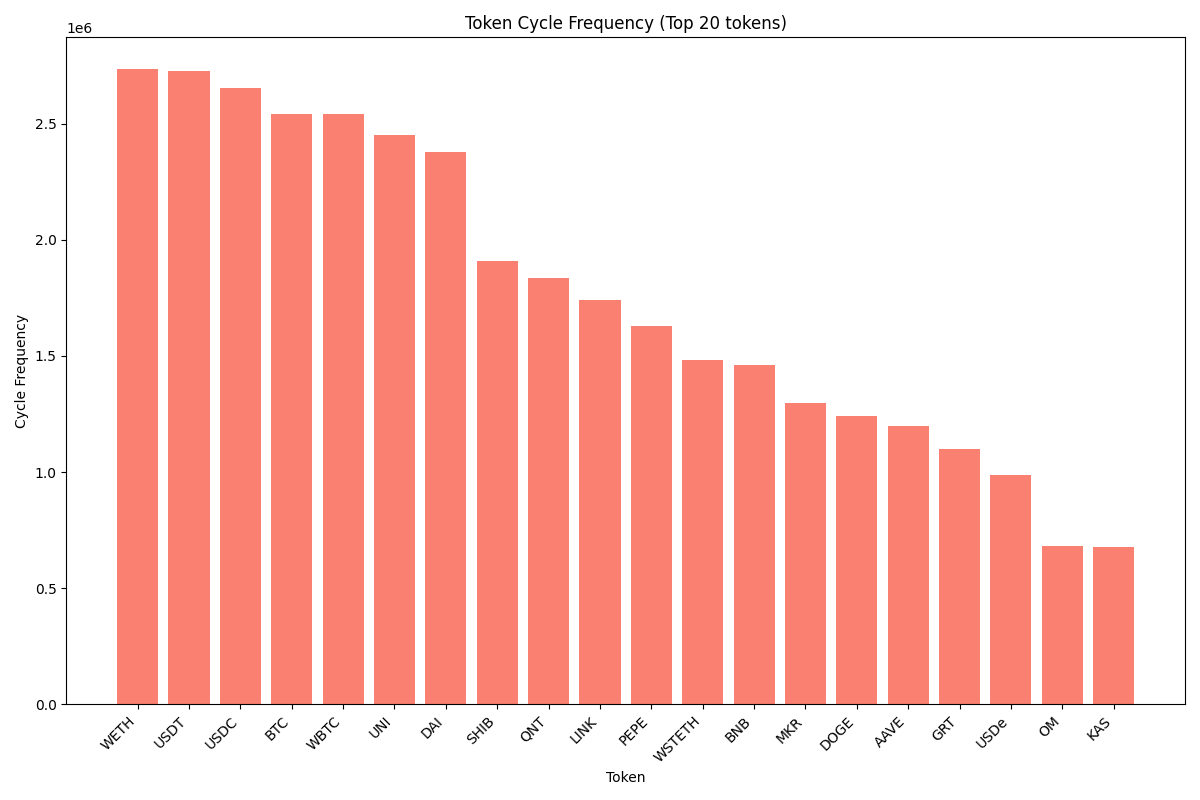 Token Cycle Frequency (Top 20 tokens)
1e6
2.5
2.0
1.5
1.0
0.5
0.0
Cycle Frequency
WETH
USDT
USDC
BTC
WBTC
UNI
DAI
SHIB
QNT
LINK
PEPE
WSTETH
BNB
MKR
DOGE
AAVE
GRT
USDe
OM
KAS
Token